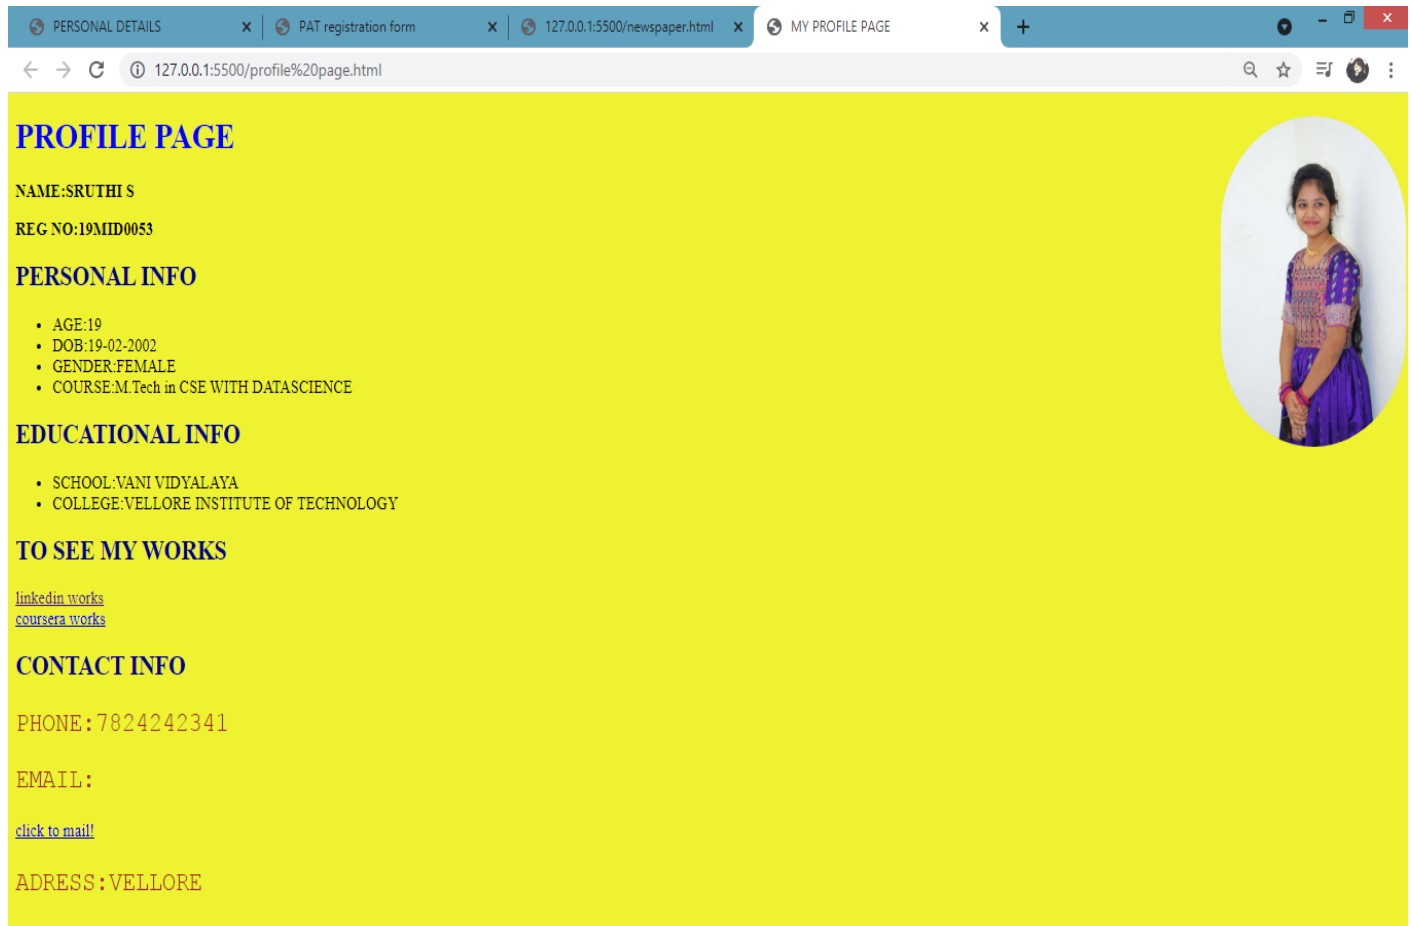 PERSONAL DETAILS
PAT registration form
127.0.0.1:5500/newspaper.html
MY PROFILE PAGE
127.0.0.1:5500/profile%20page.html
PROFILE PAGE
NAME:SRUTHI S
REG NO:19MID0053
PERSONAL INFO
AGE:19
DOB:19-02-2002
GENDER:FEMALE
COURSE:M.Tech in CSE WITH DATASCIENCE
EDUCATIONAL INFO
SCHOOL:VANI VIDYALAYA
COLLEGE:VELLORE INSTITUTE OF TECHNOLOGY
TO SEE MY WORKS
linkedin works
coursera works
CONTACT INFO
PHONE:7824242341
EMAIL:
click to mail!
ADRESS:VELLORE